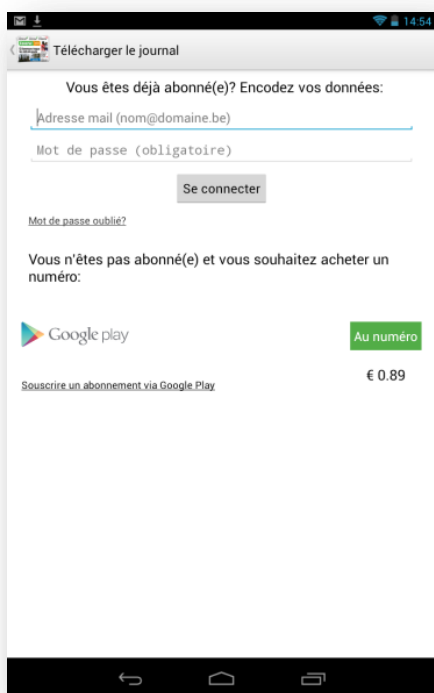 14:54
Télécharger le journal
Vous êtes déjà abonné(e)? Encodez vos données:
Adresse mail (nom@domaine.be)
Mot de passe (obligatoire)
Se connecter
Mot de passe oublié?
Vous n'êtes pas abonné(e) et vous souhaitez acheter un
numéro:
Google play
Au numéro
€ 0.89
Souscrire un abonnement via Google Play